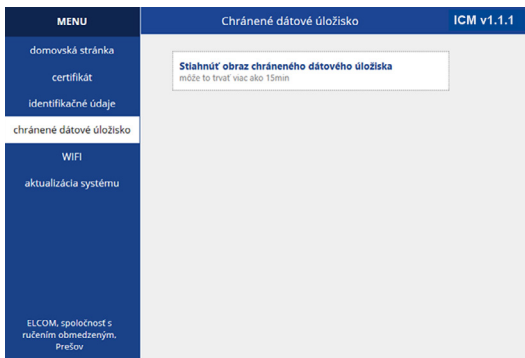 MENU
Chránené dátové úložisko
ICM v1.1.1
domovská stránka
certifikát
identifikačné údaje
chránené dátové úložisko
WIFI
aktualizácia systému
Stiahnúť obraz chráneného dátového úložiska
môže to trvať viac ako 15min
ELCOM, spoločnosť s
ručením obmedzeným,
Prešov